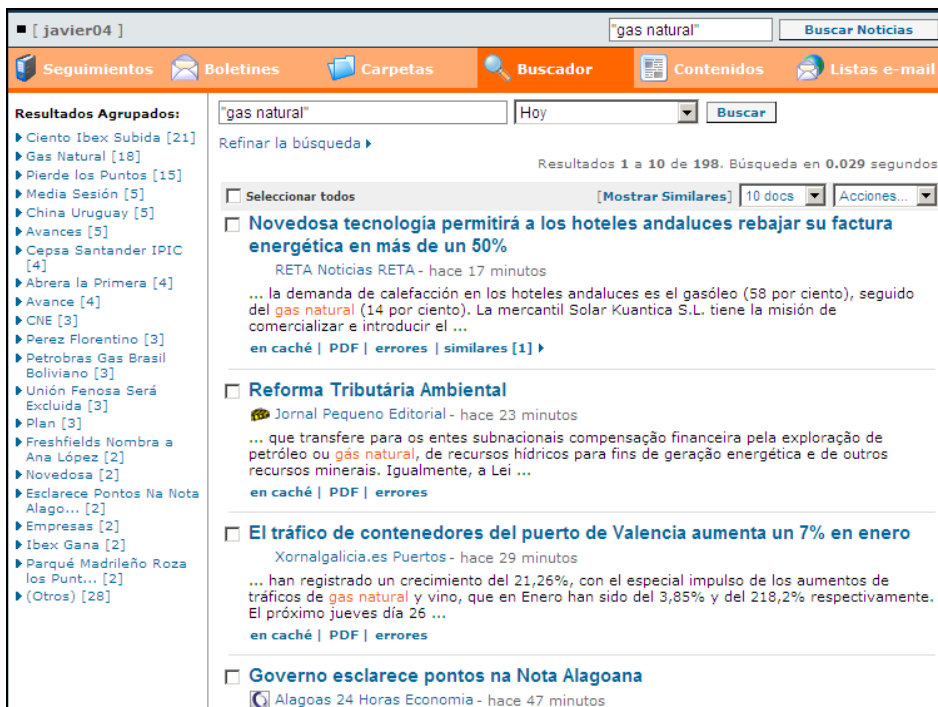 [ javier04 ]
"gas natural"
Buscar Noticias
Seguimientos
Boletines
Carpetas
Buscador
Contenidos
Listas e-mail
Resultados Agrupados:
Ciento Ibex Subida [21]
Gas Natural [18]
Pierde los Puntos [15]
Media Sesión [5]
China Uruguay [5]
Avances [5]
Cepsa Santander IPIC
[4]
Abrera la Primera [4]
Avance [4]
CNE [3]
Perez Florentino [3]
Petrobras Gas Brasil
Boliviano [3]
Unión Fenosa Será
Excluida [3]
Plan [3]
Freshfields Nombra a
Ana López [2]
Novedosa [2]
Esclarece Pontos Na Nota
Alago... [2]
Empresas [2]
Ibex Gana [2]
Parqué Madrileño Roza
los Punt... [2]
(Otros) [28]
"gas natural"
Hoy
Buscar
Refinar la búsqueda
Resultados 1 a 10 de 198. Búsqueda en 0.029 segundos
Seleccionar todos
[Mostrar Similares]
10 docs
Acciones...
Novedosa tecnología permitirá a los hoteles andaluces rebajar su factura
energética en más de un 50%
RETA Noticias RETA - hace 17 minutos
... la demanda de calefacción en los hoteles andaluces es el gasóleo (58 por ciento), seguido
del gas natural (14 por ciento). La mercantil Solar Kuantica S.L. tiene la misión de
comercializar e introducir el ...
en caché | PDF | errores | similares [1]
Reforma Tributária Ambiental
Jornal Pequeno Editorial - hace 23 minutos
... que transfere para os entes subnacionais compensação financeira pela exploração de
petróleo ou gás natural, de recursos hídricos para fins de geração energética e de outros
recursos minerais. Igualmente, a Lei ...
en caché | PDF | errores
El tráfico de contenedores del puerto de Valencia aumenta un 7% en enero
Xornalgalicia.es Puertos - hace 29 minutos
... han registrado un crecimiento del 21,26%, con el especial impulso de los aumentos de
tráficos de gas natural y vino, que en Enero han sido del 3,85% y del 218,2% respectivamente.
El próximo jueves día 26 ...
en caché | PDF | errores
Governo esclarece pontos na Nota Alagoana
Alagoas 24 Horas Economia - hace 47 minutos